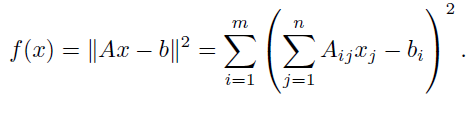 f(x) = ‖Ax − b‖² = ∑_{i=1}^{m} ( ∑_{j=1}^{n} A_{ij}x_j − b_i )² .